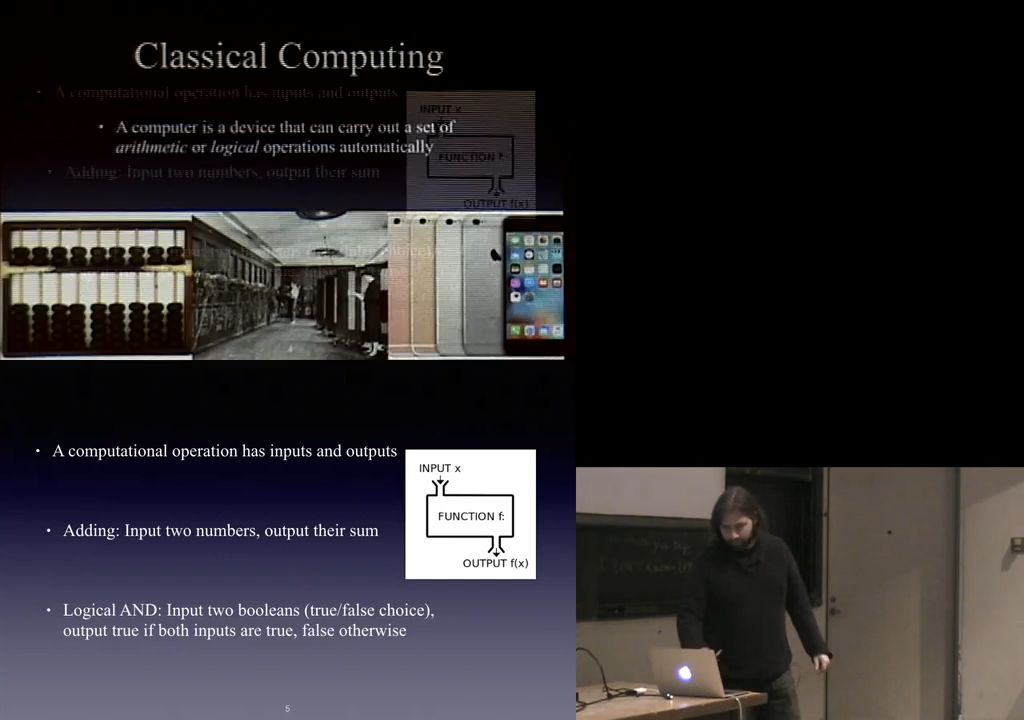 Classical Computing
• A computational operation has inputs and outputs
INPUT x
• A computer is a device that can carry out a set of
arithmetic or logical operations automatically
FUNCTION f:
• Adding: Input two numbers, output their sum
OUTPUT f(x)
• A computational operation has inputs and outputs
INPUT x
FUNCTION f:
• Adding: Input two numbers, output their sum
OUTPUT f(x)
• Logical AND: Input two booleans (true/false choice),
output true if both inputs are true, false otherwise
5